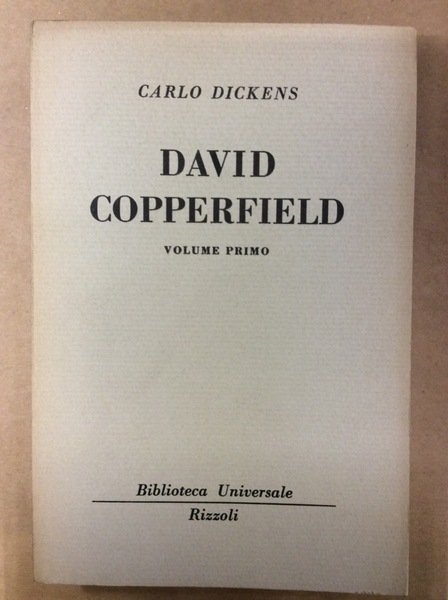 CARLO DICKENS
DAVID
COPPERFIELD
VOLUME PRIMO
Biblioteca Universale
Rizzoli